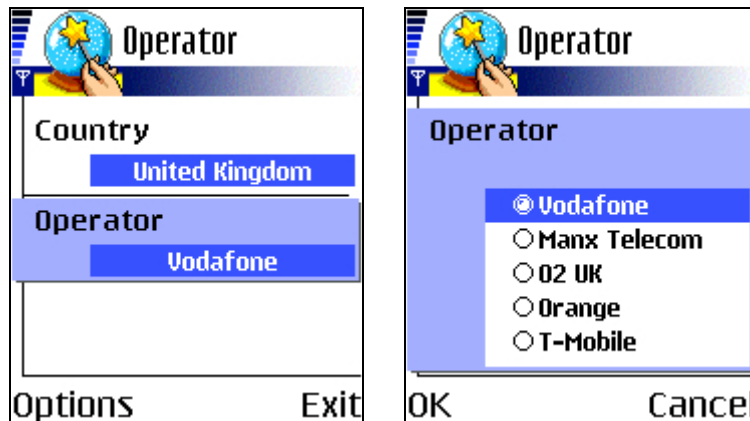 Operator
Country
United Kingdom
Operator
Vodafone
Options Exit
Operator
Operator
Vodafone
Manx Telecom
O2 UK
Orange
T-Mobile
OK Cancel